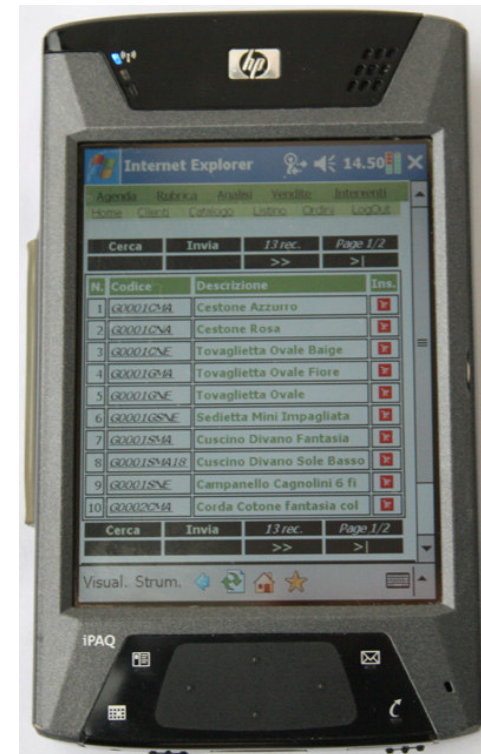 hp
Internet Explorer 14.50
Agenda Rubrica Analisi Vendite Interventi
Home Clienti Catalogo Listino Ordini LogOut
Cerca Invia 13 rec. Page 1/2
>> >|
N. Codice Descrizione Ins.
1 G0001CMA Cestone Azzurro
2 G0001CNA Cestone Rosa
3 G0001CNE Tovaglietta Ovale Baige
4 G0001GMA Tovaglietta Ovale Fiore
5 G0001GNE Tovaglietta Ovale
6 G0001GSNE Sedietta Mini Impagliata
7 G0001SMA Cuscino Divano Fantasia
8 G0001SMA18 Cuscino Divano Sole Basso
9 G0001SNE Campanello Cagnolini 6 fi
10 G0002CMA Corda Cotone fantasia col
Cerca Invia 13 rec. Page 1/2
>> >|
Visual. Strum.
iPAQ